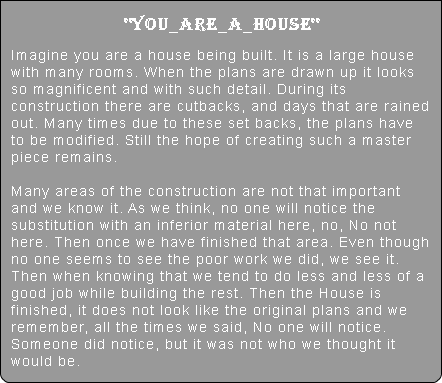 "YOU_ARE_A_HOUSE"
Imagine you are a house being built. It is a large house
with many rooms. When the plans are drawn up it looks
so magnificent and with such detail. During its
construction there are cutbacks, and days that are rained
out. Many times due to these set backs, the plans have
to be modified. Still the hope of creating such a master
piece remains.
Many areas of the construction are not that important
and we know it. As we think, no one will notice the
substitution with an inferior material here, no, No not
here. Then once we have finished that area. Even though
no one seems to see the poor work we did, we see it.
Then when knowing that we tend to do less and less of a
good job while building the rest. Then the House is
finished, it does not look like the original plans and we
remember, all the times we said, No one will notice.
Someone did notice, but it was not who we thought it
would be.